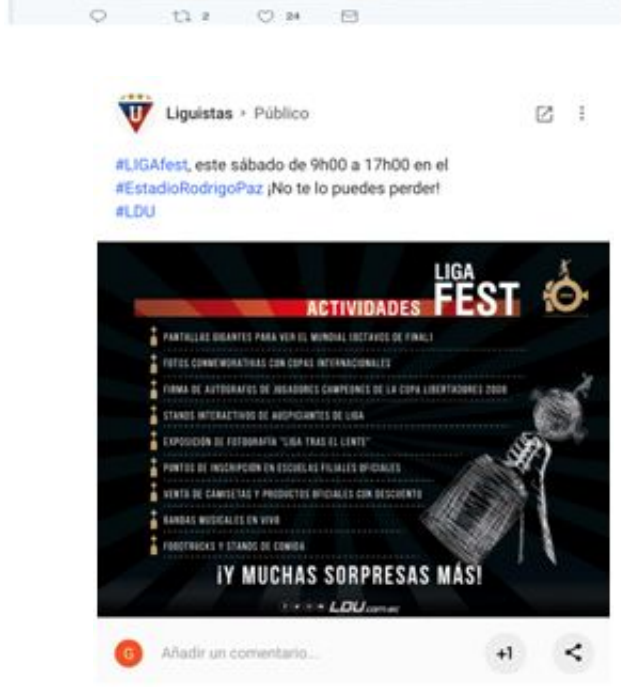 2 24
Liguistas › Público
#LIGAfest, este sábado de 9h00 a 17h00 en el
#EstadioRodrigoPaz ¡No te lo puedes perder!
#LDU
LIGA
FEST
ACTIVIDADES
PANTALLAS GIGANTES PARA VER EL MUNDIAL (OCTAVOS DE FINAL)
FOTOS CONMEMORATIVAS CON COPAS INTERNACIONALES
FIRMA DE AUTOGRAFOS DE JUGADORES CAMPEONES DE LA COPA LIBERTADORES 2008
STANDS INTERACTIVOS DE AUSPICIANTES DE LIGA
EXPOSICIÓN DE FOTOGRAFÍA "LIGA TRAS EL LENTE"
PUNTOS DE INSCRIPCIÓN EN ESCUELAS FILIALES OFICIALES
VENTA DE CAMISETAS Y PRODUCTOS OFICIALES CON DESCUENTO
BANDAS MUSICALES EN VIVO
FOODTRUCKS Y STANDS DE COMIDA
¡Y MUCHAS SORPRESAS MÁS!
LDU.com.ec
G Añadir un comentario... +1